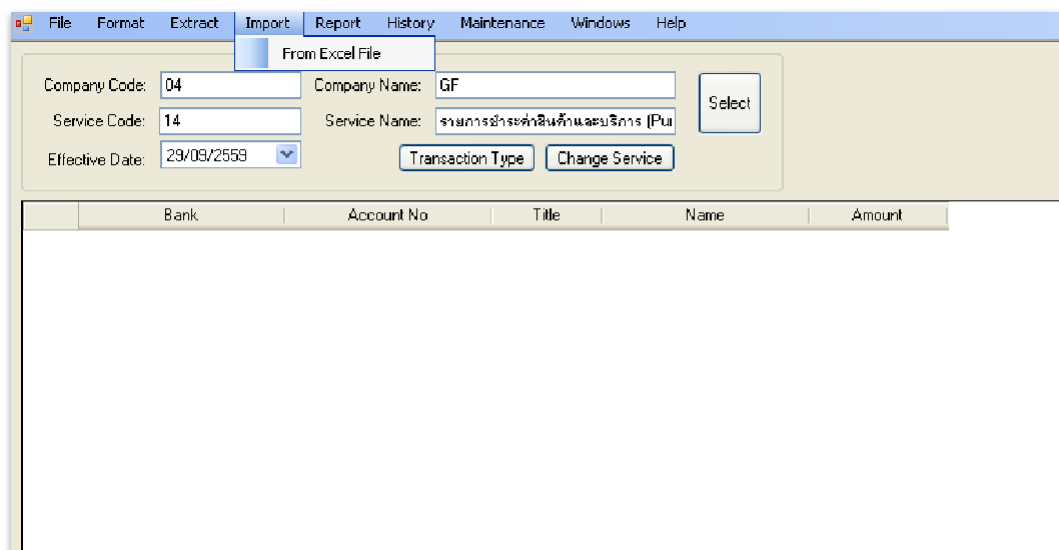 File Format Extract Import Report History Maintenance Windows Help
From Excel File
Company Code: 04 Company Name: GF
Select
Service Code: 14 Service Name: รายการชำระค่าสินค้าและบริการ (Pur
Effective Date: 29/09/2559 Transaction Type Change Service
Bank Account No Title Name Amount